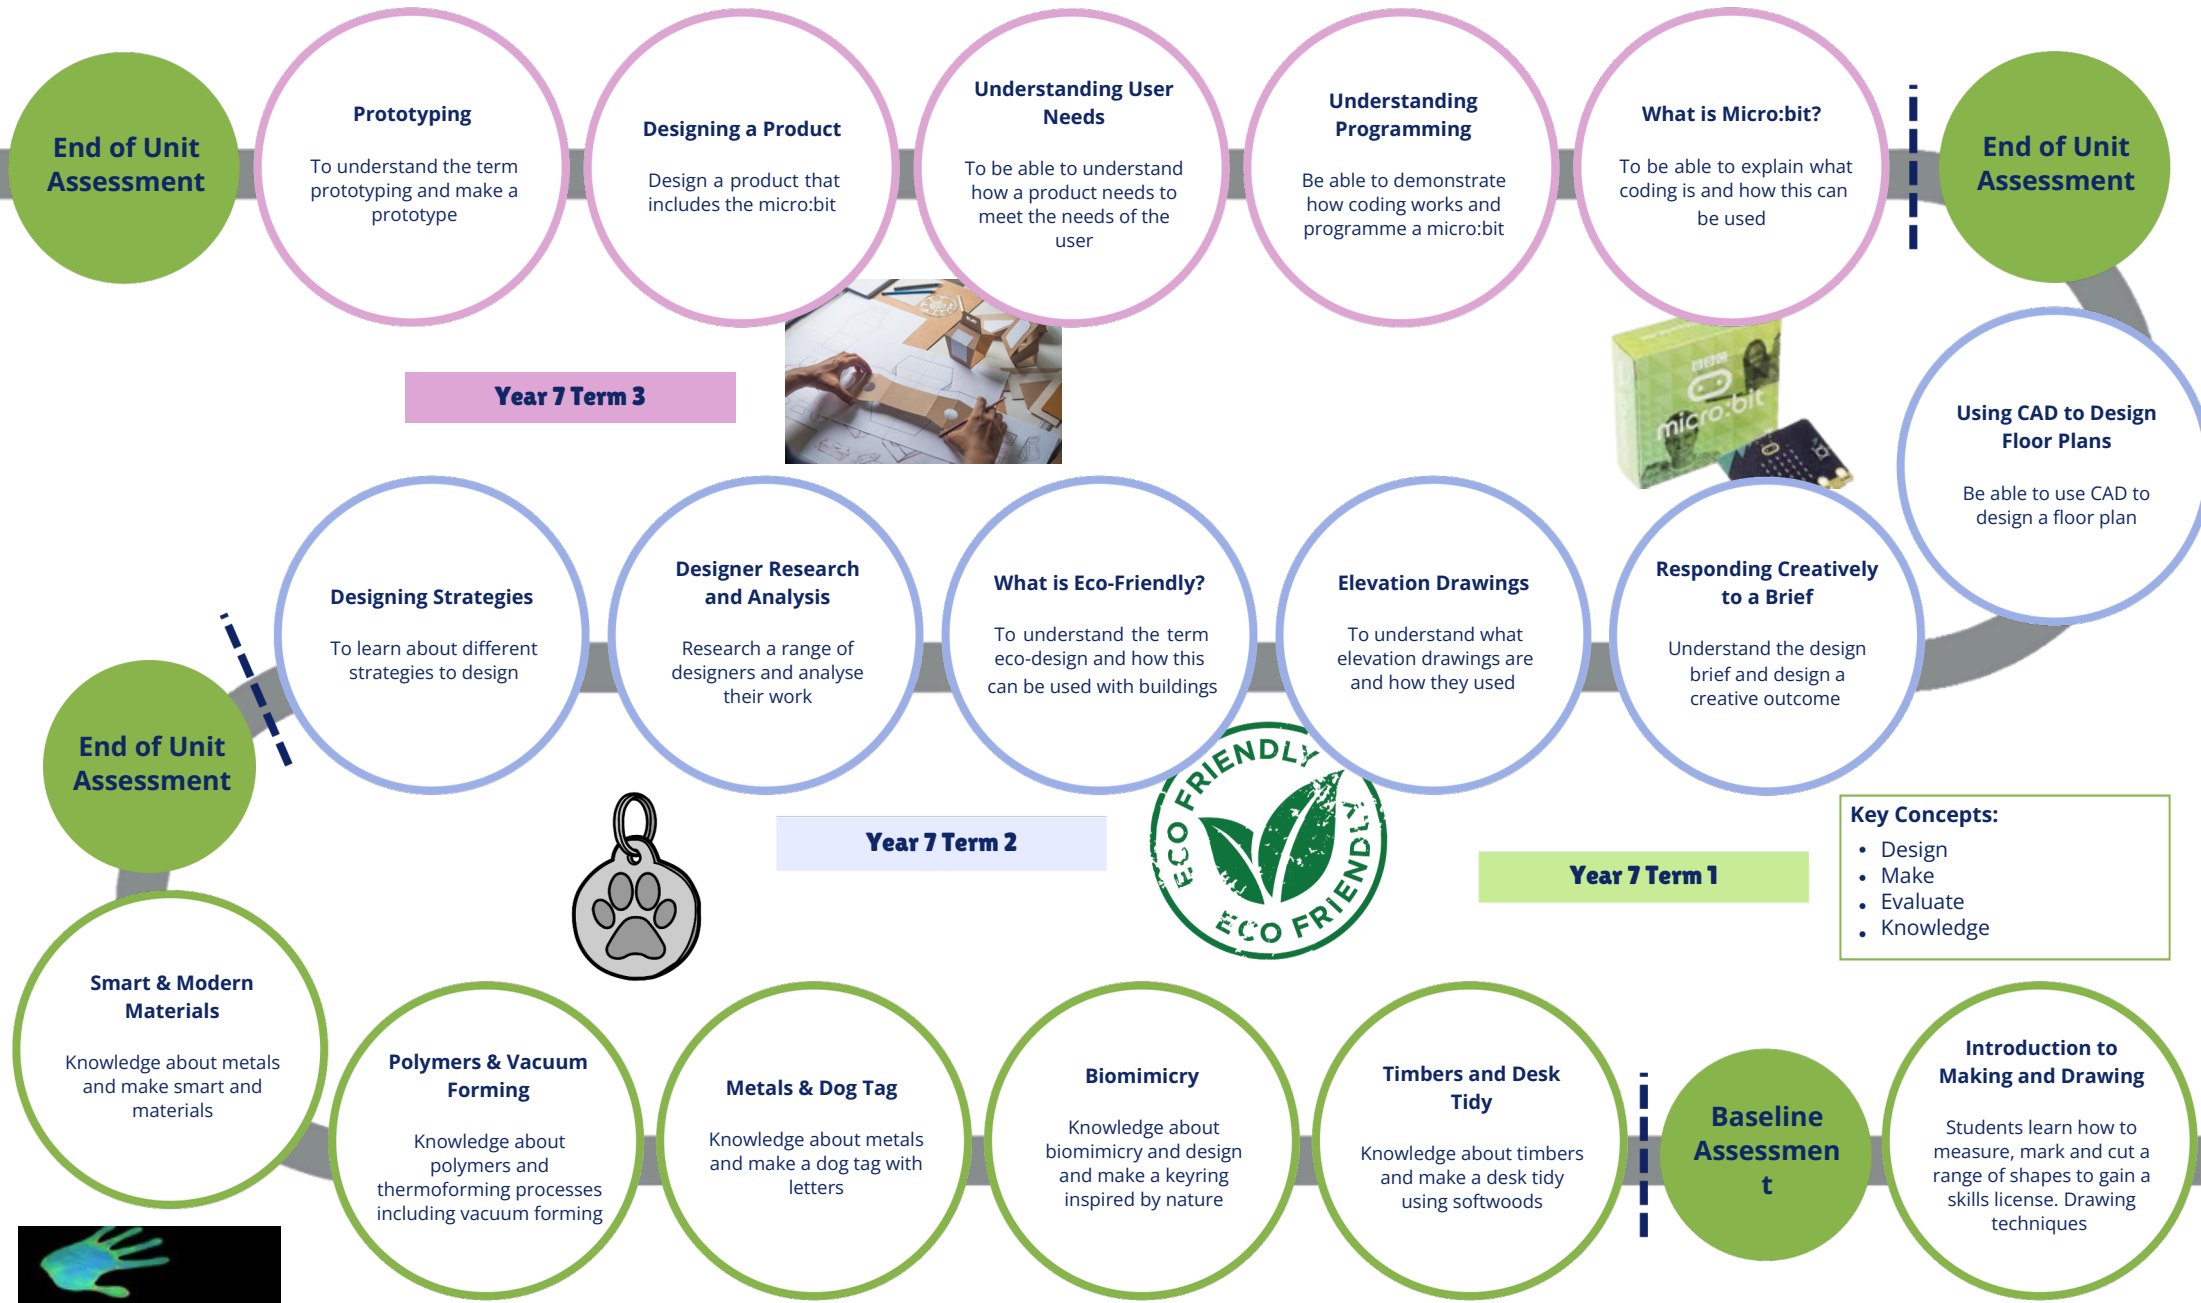 End of Unit
Assessment
Prototyping
To understand the term
prototyping and make a
prototype
Designing a Product
Design a product that
includes the micro:bit
Understanding User
Needs
To be able to understand
how a product needs to
meet the needs of the
user
Understanding
Programming
Be able to demonstrate
how coding works and
programme a micro:bit
What is Micro:bit?
To be able to explain what
coding is and how this can
be used
End of Unit
Assessment
Year 7 Term 3
BBC
micro:bit
Using CAD to Design
Floor Plans
Be able to use CAD to
design a floor plan
Designing Strategies
To learn about different
strategies to design
Designer Research
and Analysis
Research a range of
designers and analyse
their work
What is Eco-Friendly?
To understand the term
eco-design and how this
can be used with buildings
Elevation Drawings
To understand what
elevation drawings are
and how they used
Responding Creatively
to a Brief
Understand the design
brief and design a
creative outcome
End of Unit
Assessment
Year 7 Term 2
ECO FRIENDLY
ECO FRIENDLY
Year 7 Term 1
Key Concepts:
• Design
• Make
• Evaluate
• Knowledge
Smart & Modern
Materials
Knowledge about metals
and make smart and
materials
Polymers & Vacuum
Forming
Knowledge about
polymers and
thermoforming processes
including vacuum forming
Metals & Dog Tag
Knowledge about metals
and make a dog tag with
letters
Biomimicry
Knowledge about
biomimicry and design
and make a keyring
inspired by nature
Timbers and Desk
Tidy
Knowledge about timbers
and make a desk tidy
using softwoods
Baseline
Assessmen
t
Introduction to
Making and Drawing
Students learn how to
measure, mark and cut a
range of shapes to gain a
skills license. Drawing
techniques